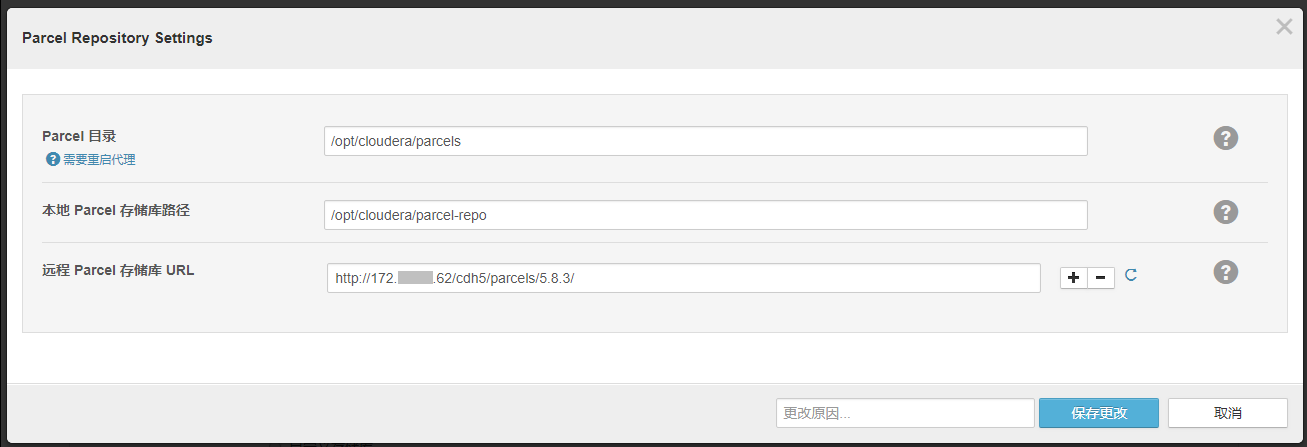 Parcel Repository Settings
Parcel 目录
/opt/cloudera/parcels
需要重启代理
本地 Parcel 存储库路径
/opt/cloudera/parcel-repo
远程 Parcel 存储库 URL
http://172. .62/cdh5/parcels/5.8.3/
更改原因...
保存更改
取消